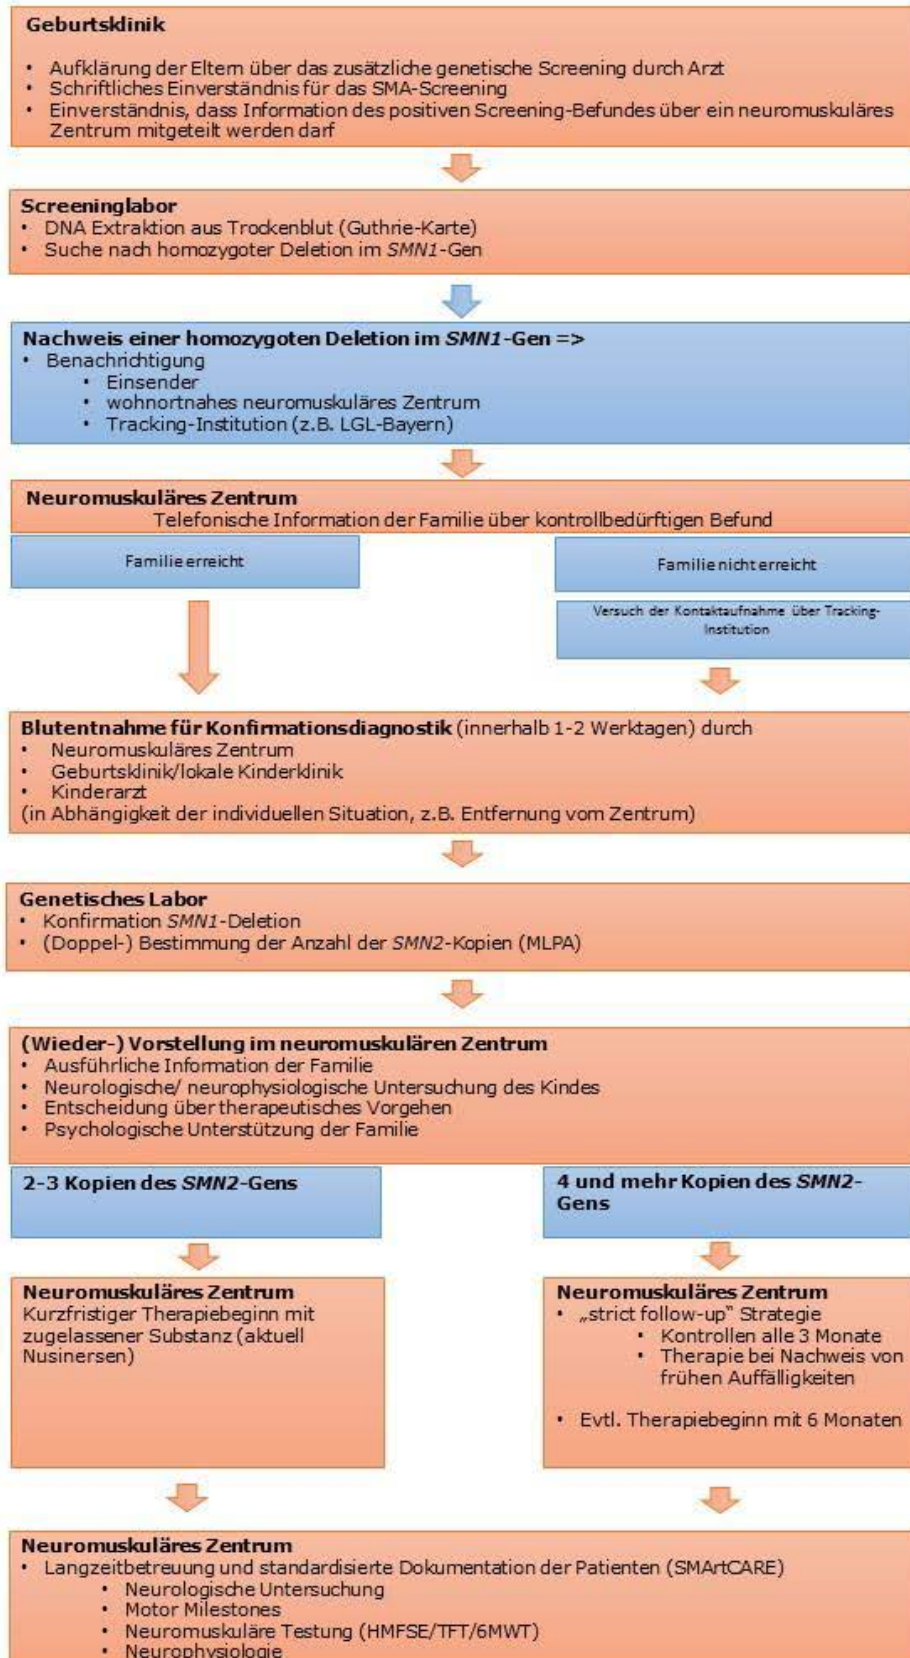 Geburtsklinik
• Aufklärung der Eltern über das zusätzliche genetische Screening durch Arzt
• Schriftliches Einverständnis für das SMA-Screening
• Einverständnis, dass Information des positiven Screening-Befundes über ein neuromuskuläres
Zentrum mitgeteilt werden darf
Screeninglabor
• DNA Extraktion aus Trockenblut (Guthrie-Karte)
• Suche nach homozygoter Deletion im SMN1-Gen
Nachweis einer homozygoten Deletion im SMN1-Gen =>
• Benachrichtigung
• Einsender
• wohnortnahes neuromuskuläres Zentrum
• Tracking-Institution (z.B. LGL-Bayern)
Neuromuskuläres Zentrum
Telefonische Information der Familie über kontrollbedürftigen Befund
Familie erreicht
Familie nicht erreicht
Versuch der Kontaktaufnahme über Tracking-
Institution
Blutentnahme für Konfirmationsdiagnostik (innerhalb 1-2 Werktagen) durch
• Neuromuskuläres Zentrum
• Geburtsklinik/lokale Kinderklinik
• Kinderarzt
(in Abhängigkeit der individuellen Situation, z.B. Entfernung vom Zentrum)
Genetisches Labor
• Konfirmation SMN1-Deletion
• (Doppel-) Bestimmung der Anzahl der SMN2-Kopien (MLPA)
(Wieder-) Vorstellung im neuromuskulären Zentrum
• Ausführliche Information der Familie
• Neurologische/ neurophysiologische Untersuchung des Kindes
• Entscheidung über therapeutisches Vorgehen
• Psychologische Unterstützung der Familie
2-3 Kopien des SMN2-Gens
4 und mehr Kopien des SMN2-
Gens
Neuromuskuläres Zentrum
Kurzfristiger Therapiebeginn mit
zugelassener Substanz (aktuell
Nusinersen)
Neuromuskuläres Zentrum
• „strict follow-up“ Strategie
• Kontrollen alle 3 Monate
• Therapie bei Nachweis von
frühen Auffälligkeiten
• Evtl. Therapiebeginn mit 6 Monaten
Neuromuskuläres Zentrum
• Langzeitbetreuung und standardisierte Dokumentation der Patienten (SMArtCARE)
• Neurologische Untersuchung
• Motor Milestones
• Neuromuskuläre Testung (HMFSE/TFT/6MWT)
• Neurophysiologie